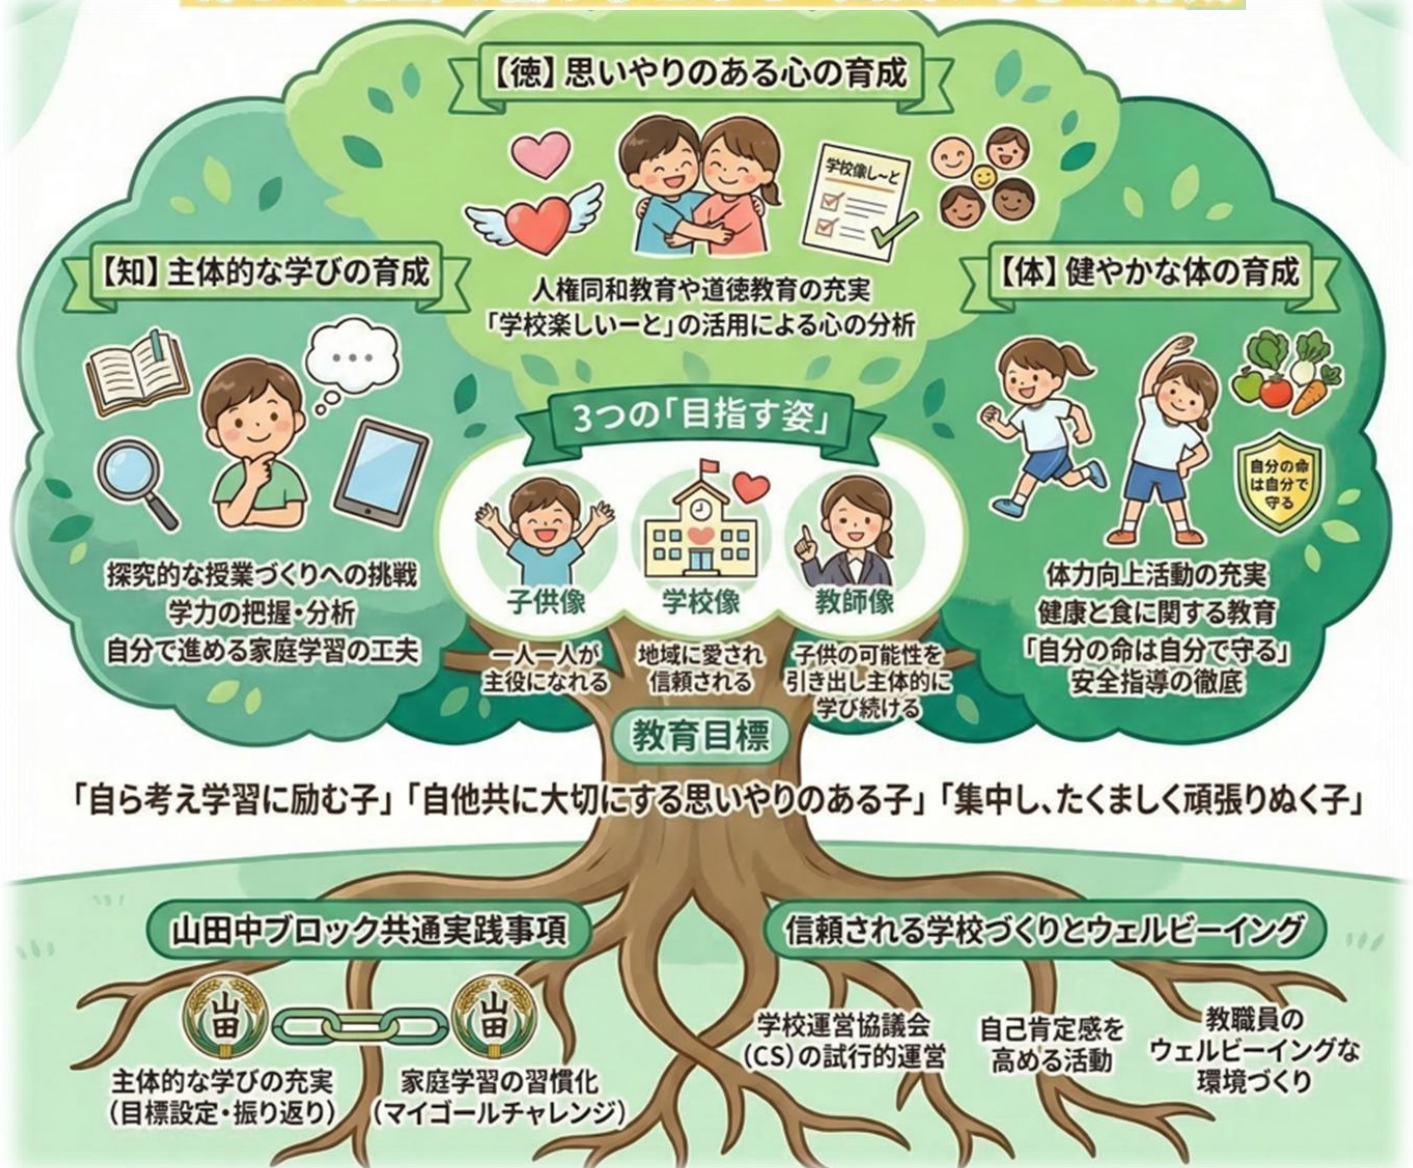 【徳】思いやりのある心の育成
学校像し〜と
人権同和教育や道徳教育の充実
「学校楽しいーと」の活用による心の分析
【知】主体的な学びの育成
探究的な授業づくりへの挑戦
学力の把握・分析
自分で進める家庭学習の工夫
【体】健やかな体の育成
自分の命
は自分で
守る
体力向上活動の充実
健康と食に関する教育
「自分の命は自分で守る」
安全指導の徹底
3つの「目指す姿」
子供像
一人一人が
主役になれる
学校像
地域に愛され
信頼される
教師像
子供の可能性を
引き出し主体的に
学び続ける
教育目標
「自ら考え学習に励む子」「自他共に大切にする思いやりのある子」「集中し、たくましく頑張りぬく子」
山田中ブロック共通実践事項
山田
山田
主体的な学びの充実
（目標設定・振り返り）
家庭学習の習慣化
（マイゴールチャレンジ）
信頼される学校づくりとウェルビーイング
学校運営協議会
（CS）の試行的運営
自己肯定感を
高める活動
教職員の
ウェルビーイングな
環境づくり